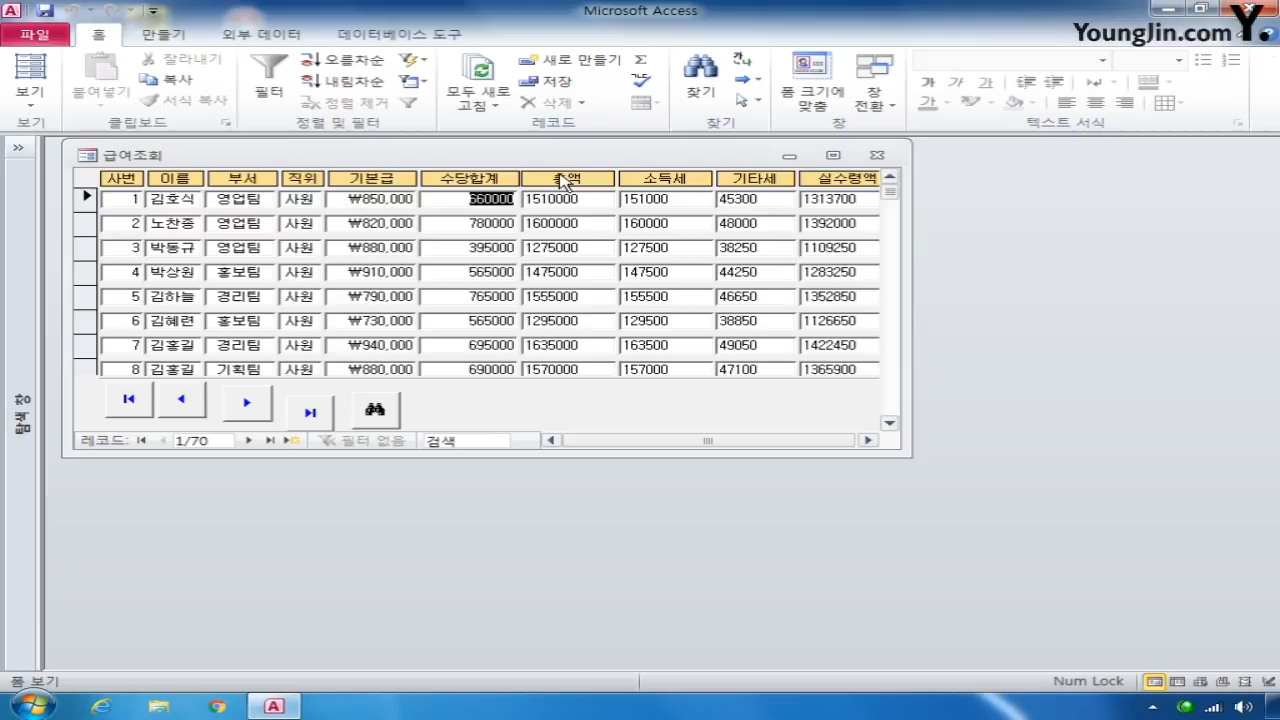 Microsoft Access
YoungJin.com Y.
파일 홈 만들기 외부 데이터 데이터베이스 도구
보기 붙여넣기 잘라내기 복사 서식 복사
필터 오름차순 내림차순 정렬 제거
모두 새로 고침 새로 만들기 저장 삭제
찾기 폼 크기에 맞춤 창 전환
가 가 가 가
보기 클립보드 정렬 및 필터 레코드 찾기 창 텍스트 서식
급여조회
사번 이름 부서 직위 기본급 수당합계 총액 소득세 기타세 실수령액
1 김호식 영업팀 사원 ₩850,000 660000 1510000 151000 45300 1313700
2 노찬종 영업팀 사원 ₩820,000 780000 1600000 160000 48000 1392000
3 박동규 영업팀 사원 ₩880,000 395000 1275000 127500 38250 1109250
4 박상원 홍보팀 사원 ₩910,000 565000 1475000 147500 44250 1283250
5 김하늘 경리팀 사원 ₩790,000 765000 1555000 155500 46650 1352850
6 김혜련 홍보팀 사원 ₩730,000 565000 1295000 129500 38850 1126650
7 김홍길 경리팀 사원 ₩940,000 695000 1635000 163500 49050 1422450
8 김홍길 기획팀 사원 ₩880,000 690000 1570000 157000 47100 1365900
레코드: 1/70 필터 없음 검색
탐색 창
폼 보기 Num Lock